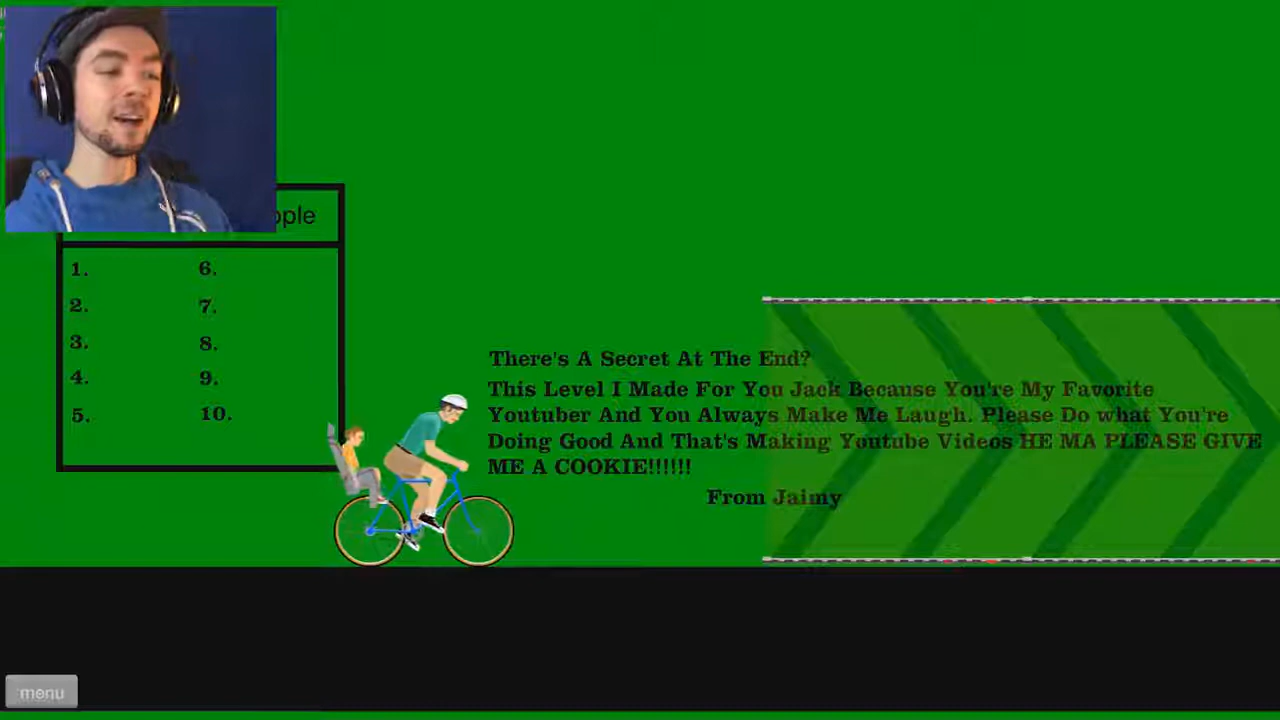 1. 6.
2. 7.
3. 8.
4. 9.
5. 10.
There's A Secret At The End?
This Level I Made For You Jack Because You're My Favorite
Youtuber And You Always Make Me Laugh. Please Do what You're
Doing Good And That's Making Youtube Videos HE MA PLEASE GIVE
ME A COOKIE!!!!!!
From Jaimy
menu